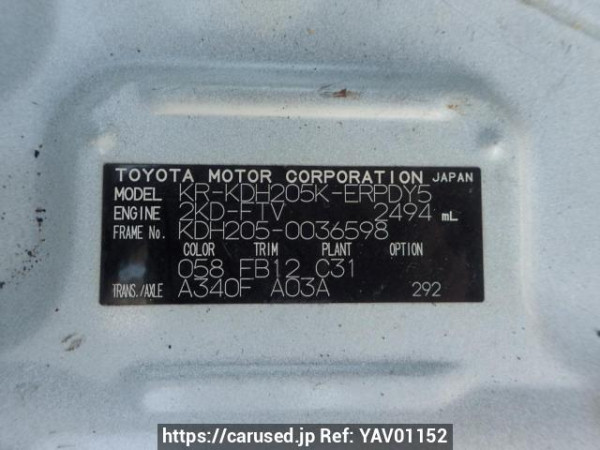 TOYOTA MOTOR CORPORATION JAPAN
MODEL KR-KDH205K-ERPDY5
ENGINE 2KD-FTV 2494 mL
FRAME No. KDH205-0036598
COLOR TRIM PLANT OPTION
058 FB12 C31
TRANS./AXLE A340F A03A 292
https://carused.jp Ref: YAV01152